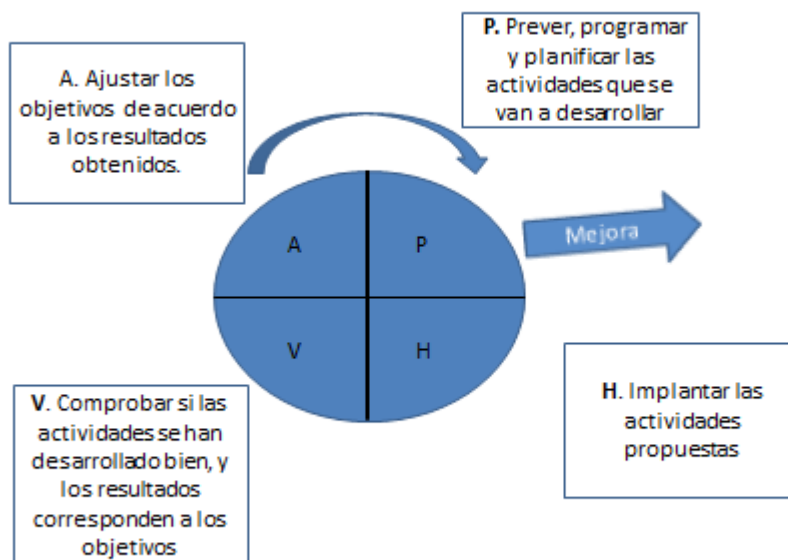 A. Ajustar los
objetivos de acuerdo
a los resultados
obtenidos.
P. Prever, programar
y planificar las
actividades que se
van a desarrollar
Mejora
A
P
V
H
V. Comprobar si las
actividades se han
desarrollado bien, y
los resultados
corresponden a los
objetivos
H. Implantar las
actividades
propuestas